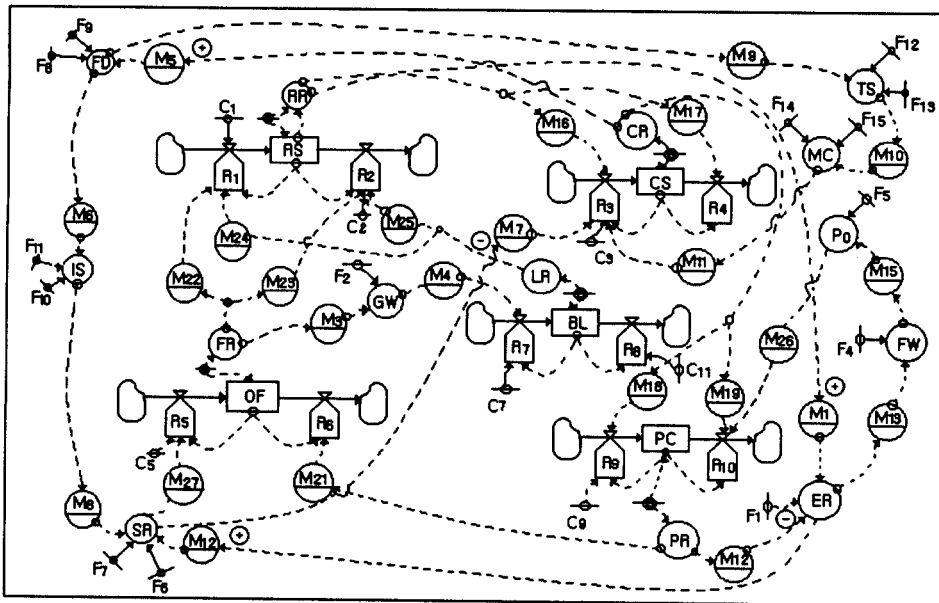 F9
F8
FD
M5
+
M9
F12
TS
F13
C1
RR
RS
R1
R2
M16
CR
M17
F14
F15
MC
M10
CS
R3
R4
F5
M6
M24
C2
M25
M7
−
C3
M11
P0
F11
IS
F10
M22
M23
F2
GW
M4
LR
M15
FR
M3
BL
R7
R8
M26
F4
FW
C11
C7
M18
M19
OF
R5
R6
M1
+
M13
C5
PC
R9
R10
M27
M21
M8
C9
F1
−
ER
SR
M12
+
PR
M12
F7
F6